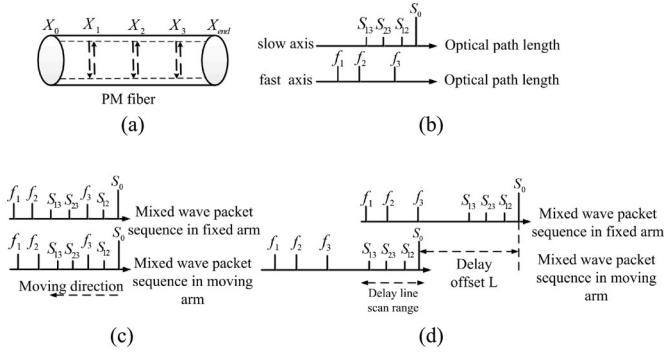 X₀ X₁ X₂ X₃ Xₑₙd
PM fiber
(a)
S₀
S₁₃ S₂₃ S₁₂
slow axis Optical path length
f₁ f₂ f₃
fast axis Optical path length
(b)
S₀
f₁ f₂ S₁₃ S₂₃ f₃ S₁₂
Mixed wave packet
sequence in fixed arm
S₀
f₁ f₂ S₁₃ S₂₃ f₃ S₁₂
Mixed wave packet
sequence in moving
arm
Moving direction
(c)
S₀
f₁ f₂ f₃ S₁₃ S₂₃ S₁₂
Mixed wave packet
sequence in fixed arm
S₀
f₁ f₂ f₃ S₁₃ S₂₃ S₁₂
Delay
offset L
Mixed wave packet
sequence in moving
arm
Delay line
scan range
(d)